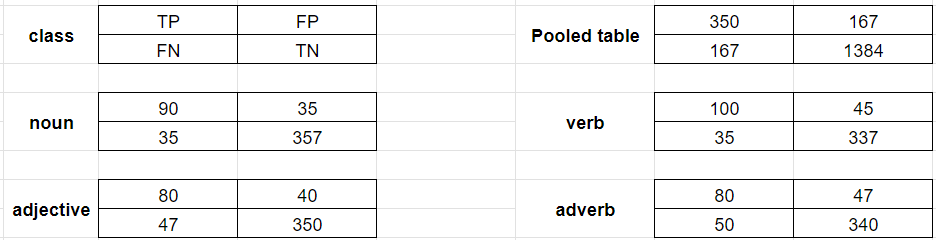 class TP FP Pooled table 350 167
FN TN 167 1384
noun 90 35 verb 100 45
35 357 35 337
adjective 80 40 adverb 80 47
47 350 50 340